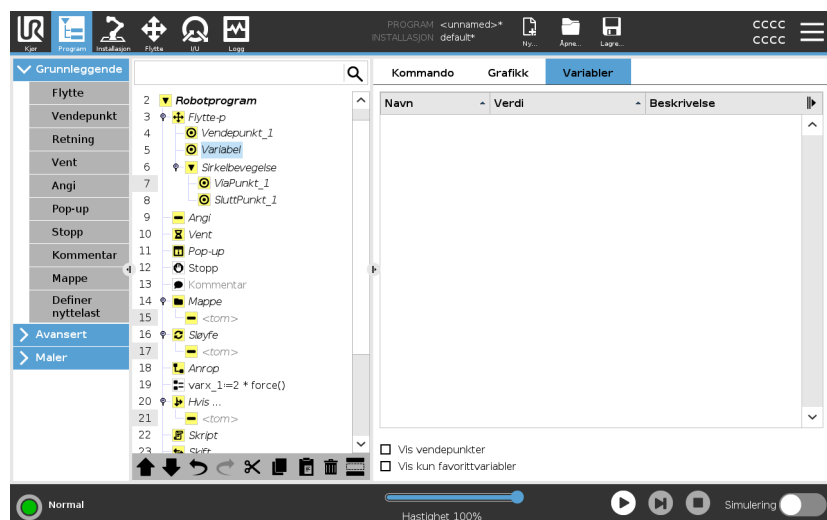 PROGRAM <unnamed>*
INSTALLASJON default*
Kjør
Program
Installasjon
Flytte
I/U
Logg
Ny...
Åpne...
Lagre...
CCCC
CCCC
Grunnleggende
Flytte
Vendepunkt
Retning
Vent
Angi
Pop-up
Stopp
Kommentar
Mappe
Definer
nyttelast
Avansert
Maler
2 Robotprogram
3 Flytte-p
4 Vendepunkt_1
5 Variabel
6 Sirkelbevegelse
7 ViaPunkt_1
8 SluttPunkt_1
9 Angi
10 Vent
11 Pop-up
12 Stopp
13 Kommentar
14 Mappe
15 <tom>
16 Sløyfe
17 <tom>
18 Anrop
19 varx_1:=2 * force()
20 Hvis ...
21 <tom>
22 Skript
23 Skift
Kommando Grafikk Variabler
Navn Verdi Beskrivelse
Vis vendepunkter
Vis kun favorittvariabler
Normal
Hastighet 100%
Simulering